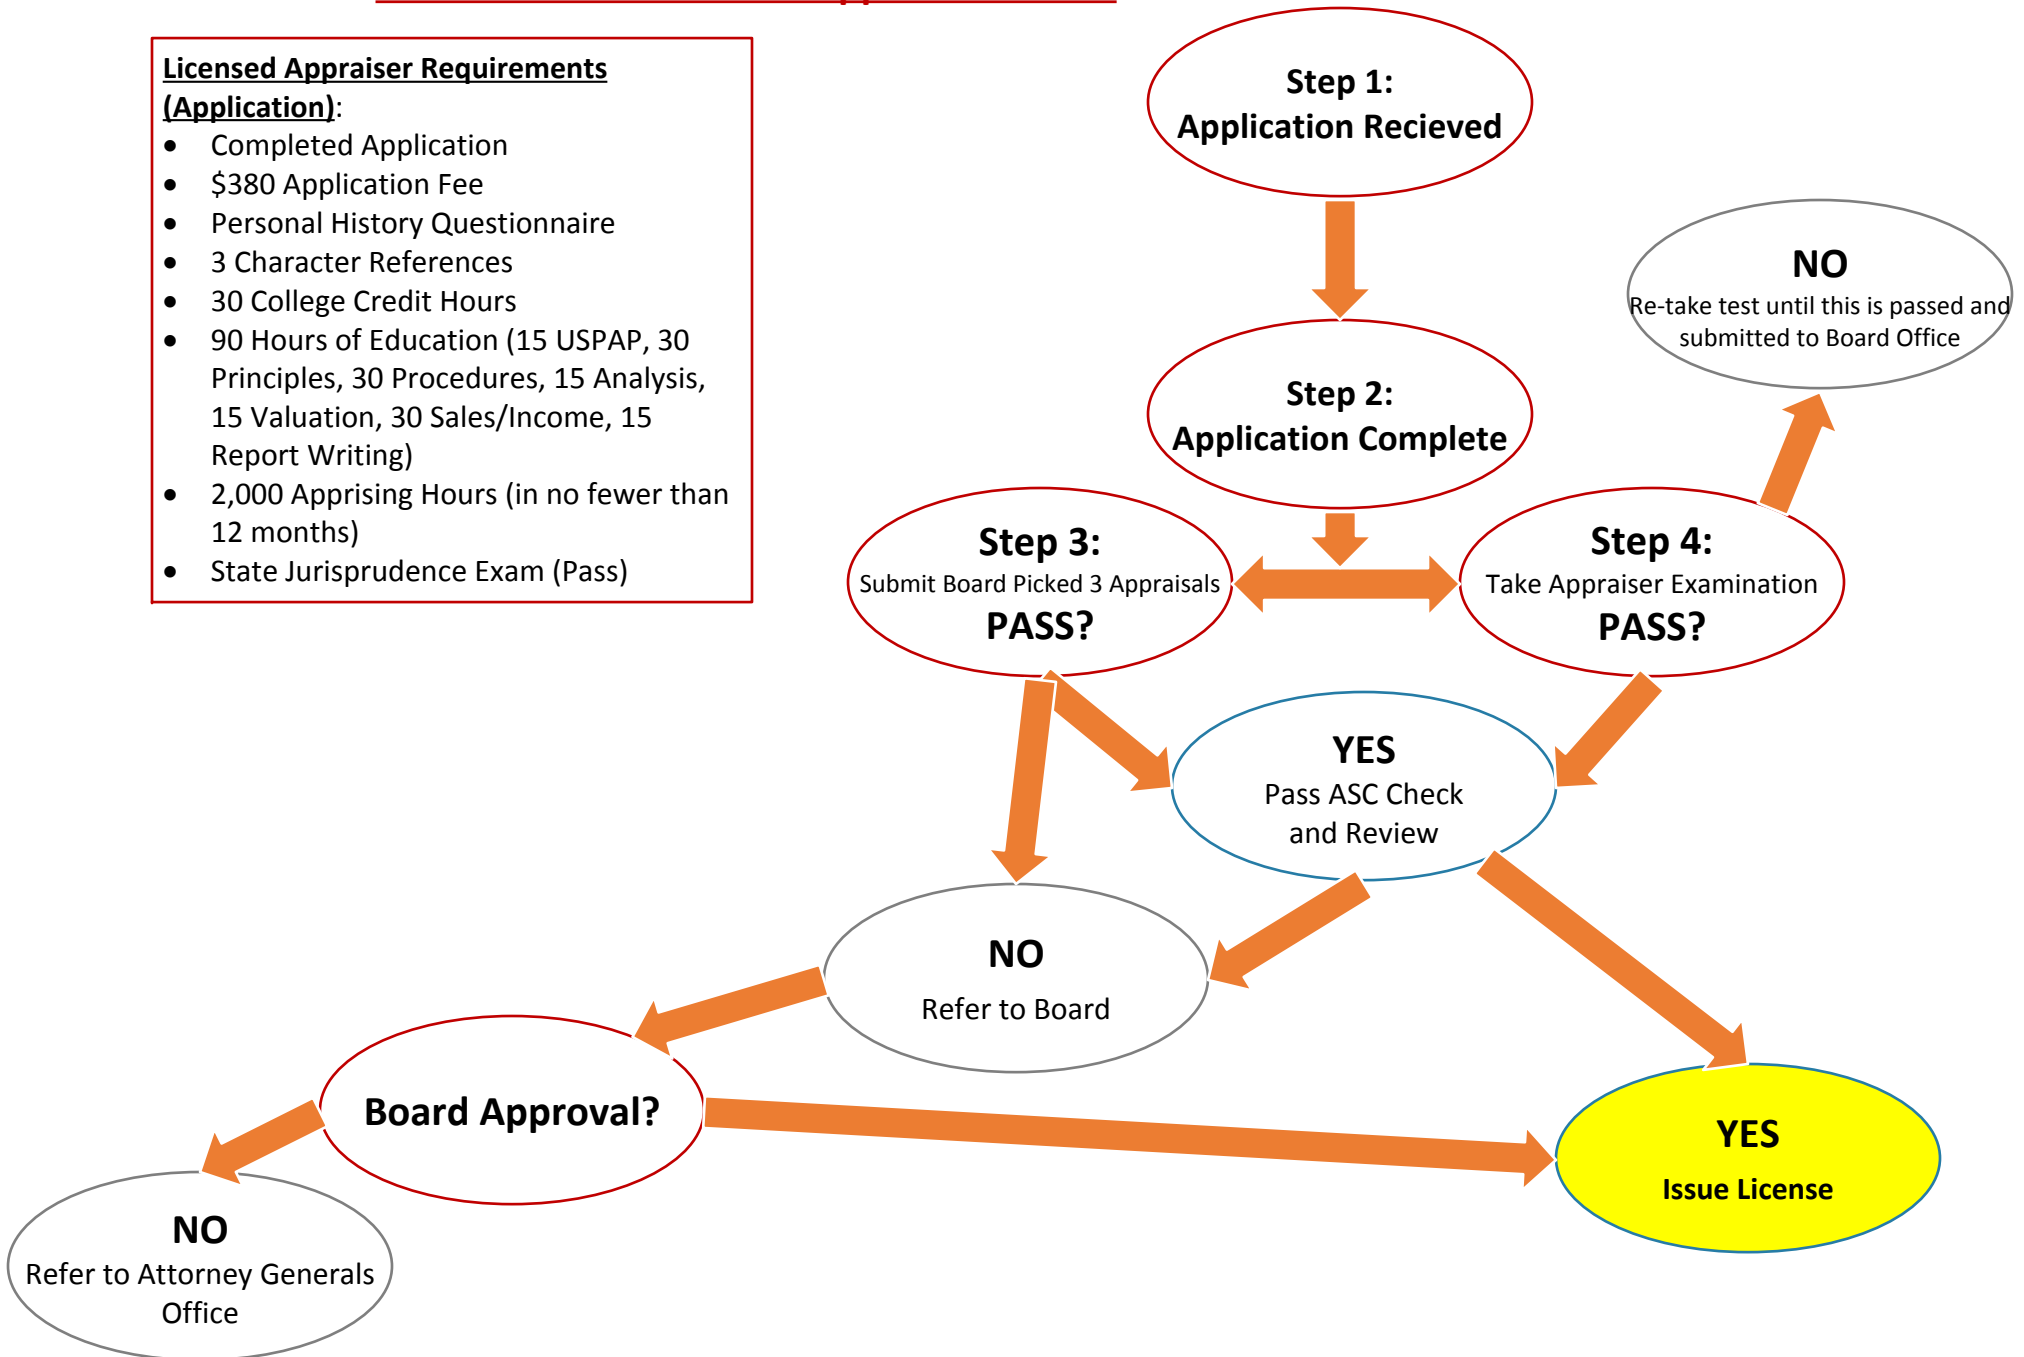 Licensed Appraiser Requirements
(Application):
• Completed Application
• $380 Application Fee
• Personal History Questionnaire
• 3 Character References
• 30 College Credit Hours
• 90 Hours of Education (15 USPAP, 30
Principles, 30 Procedures, 15 Analysis,
15 Valuation, 30 Sales/Income, 15
Report Writing)
• 2,000 Apprising Hours (in no fewer than
12 months)
• State Jurisprudence Exam (Pass)
Step 1:
Application Recieved
NO
Re-take test until this is passed and
submitted to Board Office
Step 2:
Application Complete
Step 3:
Submit Board Picked 3 Appraisals
PASS?
Step 4:
Take Appraiser Examination
PASS?
YES
Pass ASC Check
and Review
NO
Refer to Board
Board Approval?
YES
Issue License
NO
Refer to Attorney Generals
Office